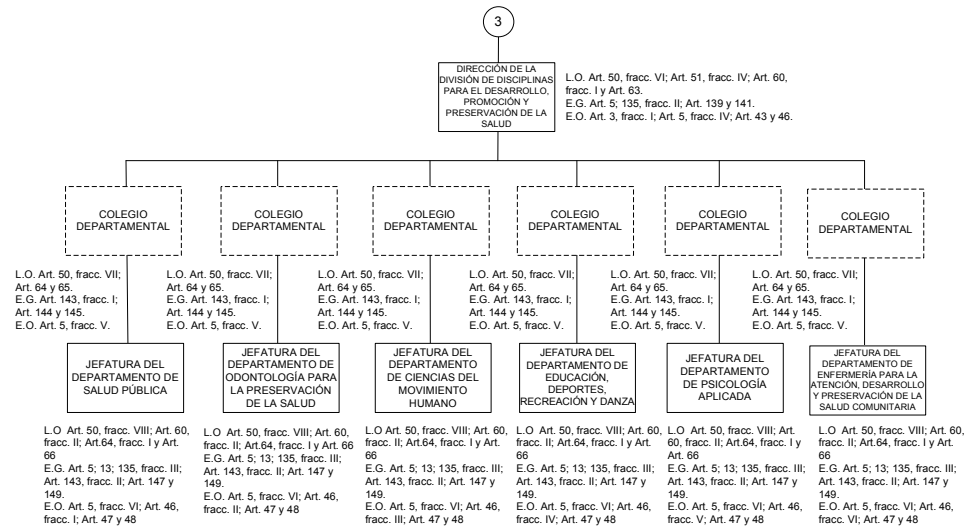 3
DIRECCIÓN DE LA
DIVISIÓN DE DISCIPLINAS
PARA EL DESARROLLO,
PROMOCIÓN Y
PRESERVACIÓN DE LA
SALUD
L.O. Art. 50, fracc. VI; Art. 51, fracc. IV; Art. 60,
fracc. I y Art. 63.
E.G. Art. 5; 135, fracc. II; Art. 139 y 141.
E.O. Art. 3, fracc. I; Art. 5, fracc. IV; Art. 43 y 46.
COLEGIO
DEPARTAMENTAL
COLEGIO
DEPARTAMENTAL
COLEGIO
DEPARTAMENTAL
COLEGIO
DEPARTAMENTAL
COLEGIO
DEPARTAMENTAL
COLEGIO
DEPARTAMENTAL
L.O. Art. 50, fracc. VII;
Art. 64 y 65.
E.G. Art. 143, fracc. I;
Art. 144 y 145.
E.O. Art. 5, fracc. V.
L.O. Art. 50, fracc. VII;
Art. 64 y 65.
E.G. Art. 143, fracc. I;
Art. 144 y 145.
E.O. Art. 5, fracc. V.
L.O. Art. 50, fracc. VII;
Art. 64 y 65.
E.G. Art. 143, fracc. I;
Art. 144 y 145.
E.O. Art. 5, fracc. V.
L.O. Art. 50, fracc. VII;
Art. 64 y 65.
E.G. Art. 143, fracc. I;
Art. 144 y 145.
E.O. Art. 5, fracc. V.
L.O. Art. 50, fracc. VII;
Art. 64 y 65.
E.G. Art. 143, fracc. I;
Art. 144 y 145.
E.O. Art. 5, fracc. V.
L.O. Art. 50, fracc. VII;
Art. 64 y 65.
E.G. Art. 143, fracc. I;
Art. 144 y 145.
E.O. Art. 5, fracc. V.
JEFATURA DEL
DEPARTAMENTO DE
SALUD PÚBLICA
JEFATURA DEL
DEPARTAMENTO DE
ODONTOLOGÍA PARA
LA PRESERVACIÓN
DE LA SALUD
JEFATURA DEL
DEPARTAMENTO
DE CIENCIAS DEL
MOVIMIENTO
HUMANO
JEFATURA DEL
DEPARTAMENTO DE
EDUCACIÓN,
DEPORTES,
RECREACIÓN Y DANZA
JEFATURA DEL
DEPARTAMENTO
DE PSICOLOGÍA
APLICADA
JEFATURA DEL
DEPARTAMENTO DE
ENFERMERÍA PARA LA
ATENCIÓN, DESARROLLO
Y PRESERVACIÓN DE LA
SALUD COMUNITARIA
L.O Art. 50, fracc. VIII; Art. 60,
fracc. II; Art.64, fracc. I y Art.
66
E.G. Art. 5; 13; 135, fracc. III;
Art. 143, fracc. II; Art. 147 y
149.
E.O. Art. 5, fracc. VI; Art. 46,
fracc. I; Art. 47 y 48
L.O Art. 50, fracc. VIII; Art. 60,
fracc. II; Art.64, fracc. I y Art. 66
E.G. Art. 5; 13; 135, fracc. III;
Art. 143, fracc. II; Art. 147 y
149.
E.O. Art. 5, fracc. VI; Art. 46,
fracc. II; Art. 47 y 48
L.O Art. 50, fracc. VIII; Art. 60,
fracc. II; Art.64, fracc. I y Art.
66
E.G. Art. 5; 13; 135, fracc. III;
Art. 143, fracc. II; Art. 147 y
149.
E.O. Art. 5, fracc. VI; Art. 46,
fracc. III; Art. 47 y 48
L.O Art. 50, fracc. VIII; Art. 60,
fracc. II; Art.64, fracc. I y Art.
66
E.G. Art. 5; 13; 135, fracc. III;
Art. 143, fracc. II; Art. 147 y
149.
E.O. Art. 5, fracc. VI; Art. 46,
fracc. IV; Art. 47 y 48
L.O Art. 50, fracc. VIII; Art.
60, fracc. II; Art.64, fracc. I y
Art. 66
E.G. Art. 5; 13; 135, fracc. III;
Art. 143, fracc. II; Art. 147 y
149.
E.O. Art. 5, fracc. VI; Art. 46,
fracc. V; Art. 47 y 48
L.O Art. 50, fracc. VIII; Art. 60,
fracc. II; Art.64, fracc. I y Art.
66
E.G. Art. 5; 13; 135, fracc. III;
Art. 143, fracc. II; Art. 147 y
149.
E.O. Art. 5, fracc. VI; Art. 46,
fracc. VI; Art. 47 y 48